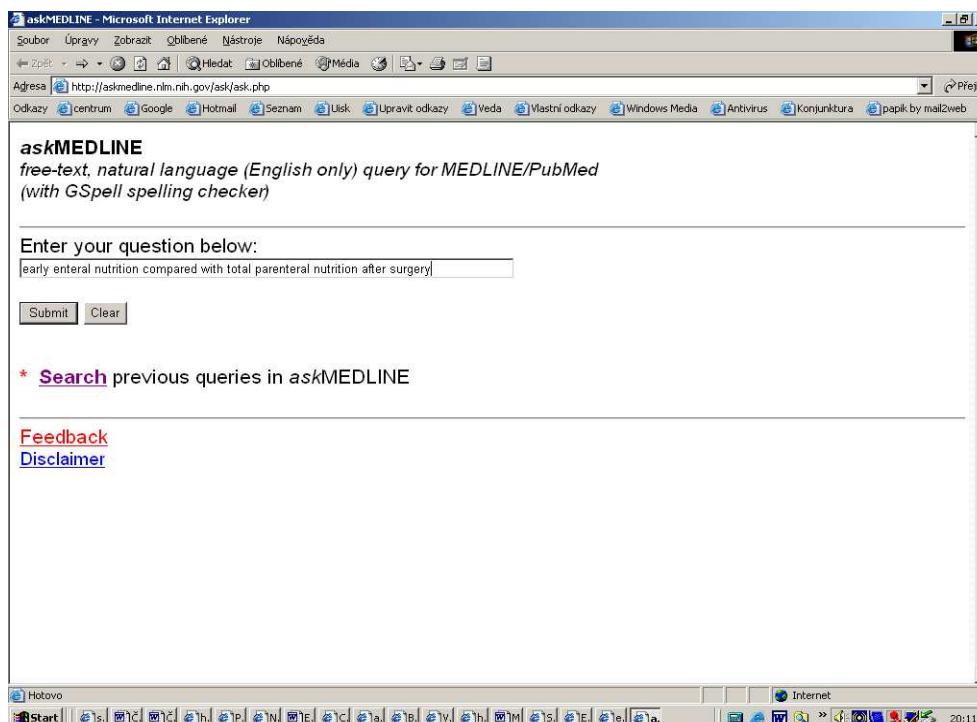 askMEDLINE - Microsoft Internet Explorer
Soubor Úpravy Zobrazit Oblíbené Nástroje Nápověda
Zpět Hledat Oblíbené Média
Adresa http://askmedline.nlm.nih.gov/ask/ask.php Přej
Odkazy centrum Google Hotmail Seznam Uisk Upravit odkazy Veda Vlastní odkazy Windows Media Antivirus Konjunktura papik by mail2web
askMEDLINE
free-text, natural language (English only) query for MEDLINE/PubMed
(with GSpell spelling checker)
Enter your question below:
early enteral nutrition compared with total parenteral nutrition after surgery
Submit Clear
* Search previous queries in askMEDLINE
Feedback
Disclaimer
Hotovo Internet
Start